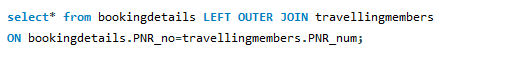 select* from bookingdetails LEFT OUTER JOIN travellingmembers
ON bookingdetails.PNR_no=travellingmembers.PNR_num;